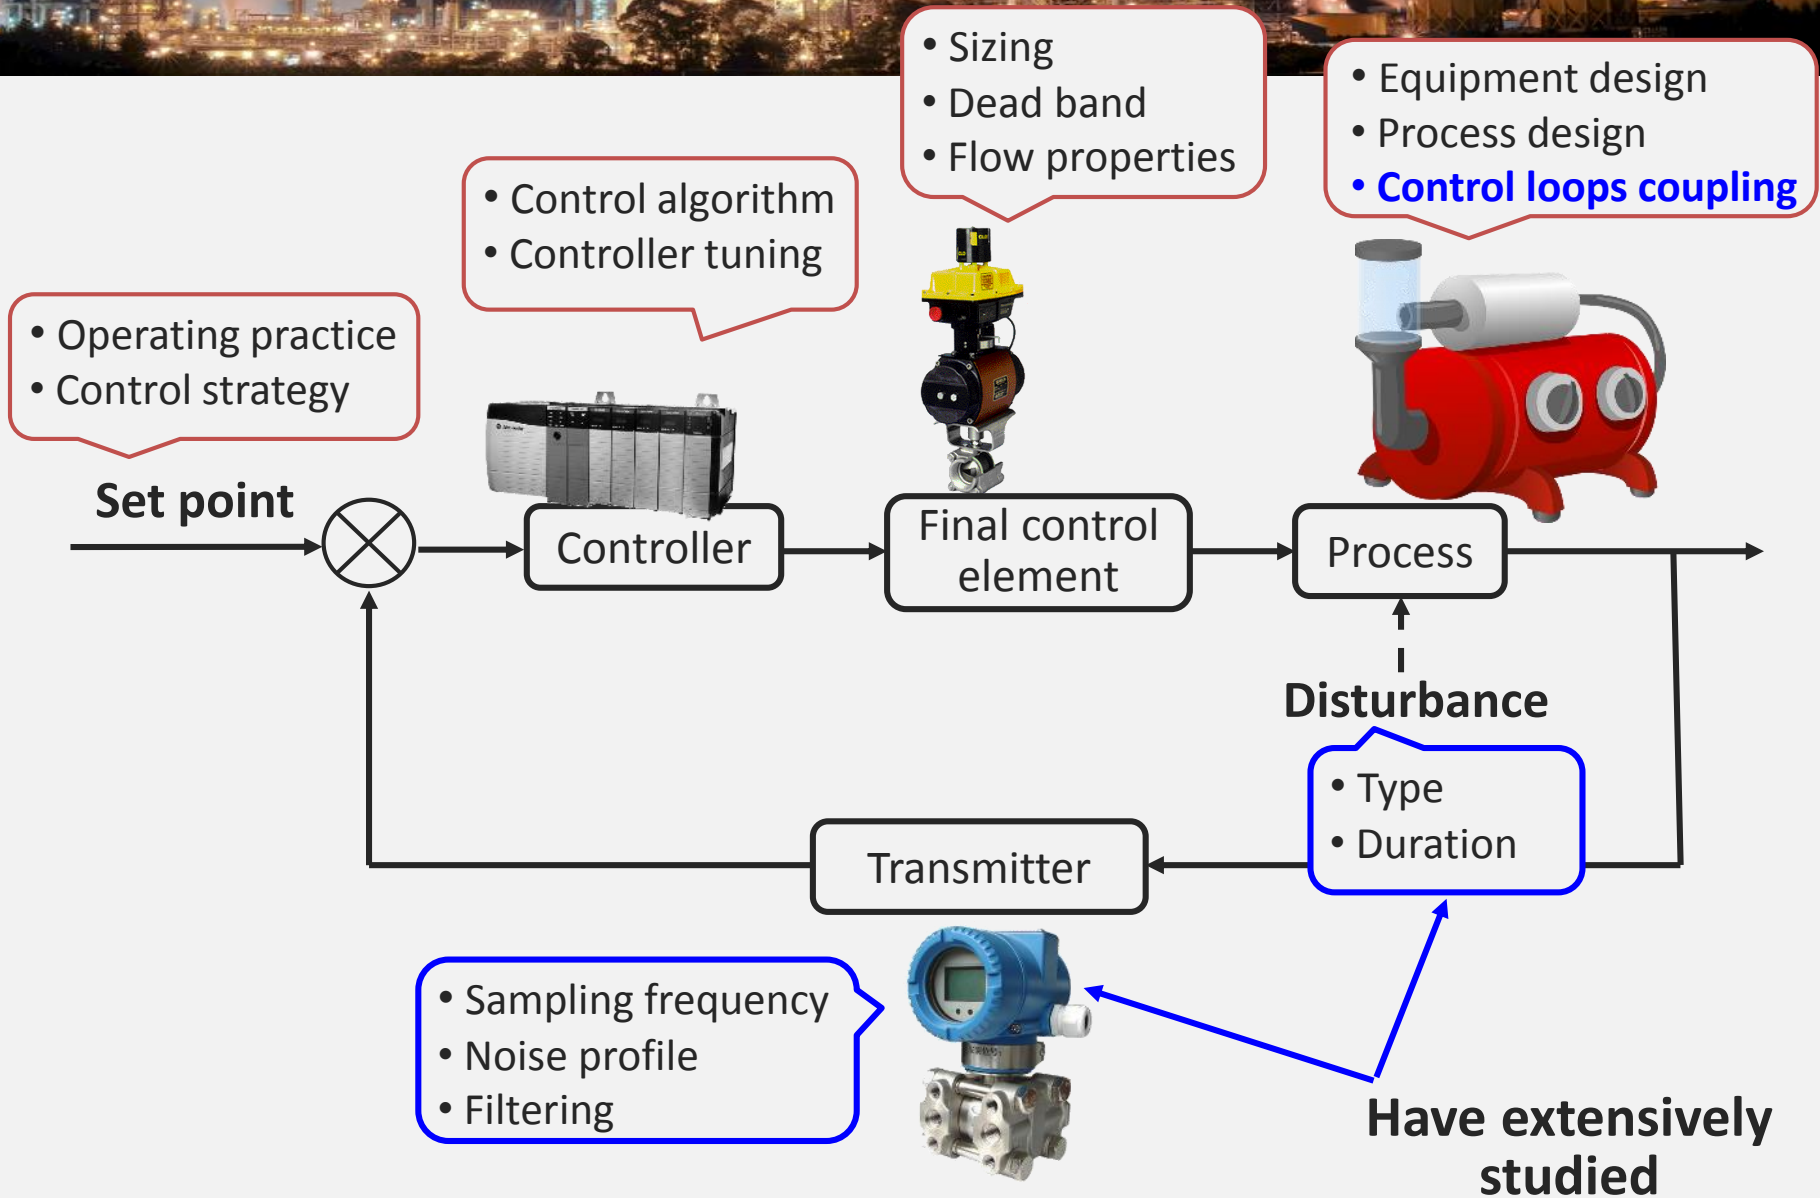 • Sizing
• Dead band
• Flow properties
• Equipment design
• Process design
• Control loops coupling
• Control algorithm
• Controller tuning
• Operating practice
• Control strategy
Set point
Controller
Final control
element
Process
Disturbance
• Type
• Duration
Transmitter
• Sampling frequency
• Noise profile
• Filtering
Have extensively
studied